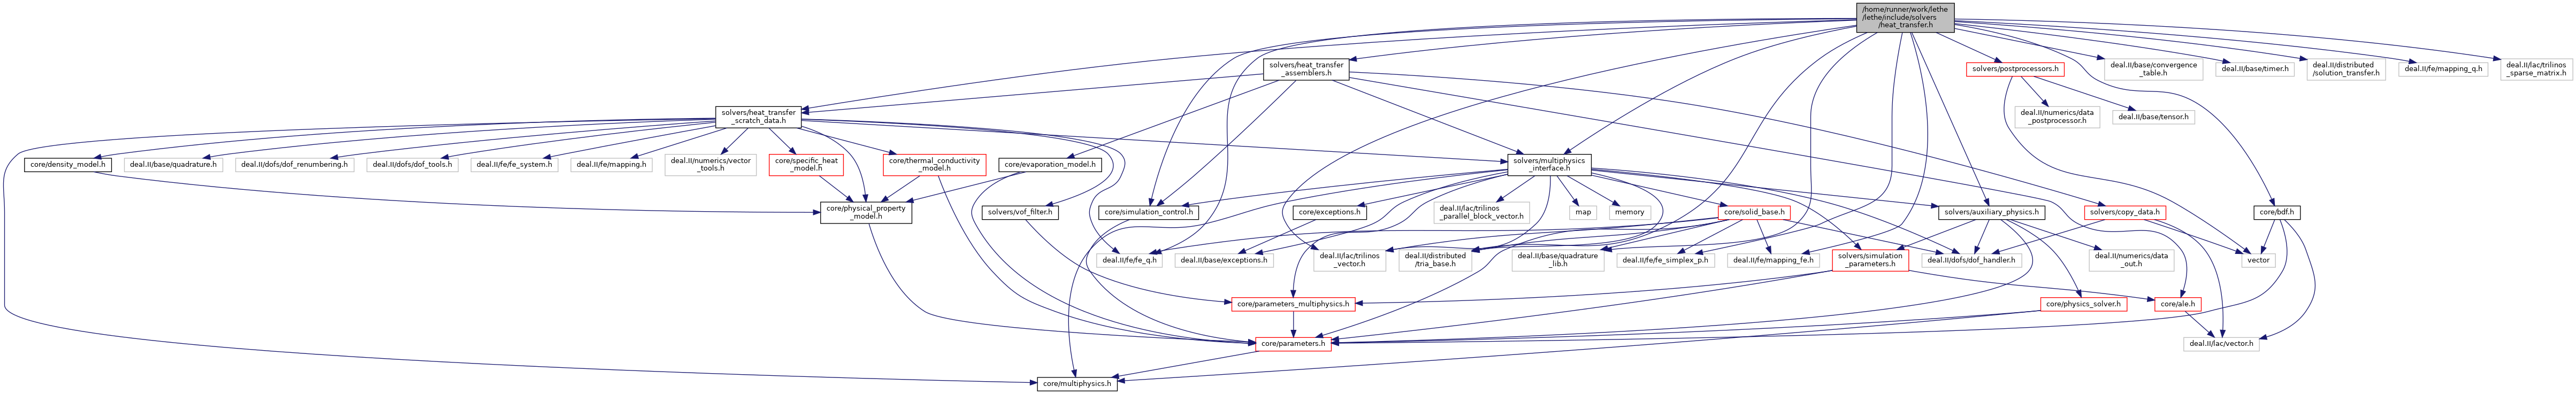 /home/runner/work/lethe
/lethe/include/solvers
/heat_transfer.h
solvers/heat_transfer
_assemblers.h
solvers/postprocessors.h
deal.II/base/convergence
_table.h
deal.II/base/timer.h
deal.II/distributed
/solution_transfer.h
deal.II/fe/mapping_q.h
deal.II/lac/trilinos
_sparse_matrix.h
solvers/heat_transfer
_scratch_data.h
deal.II/numerics/data
_postprocessor.h
deal.II/base/tensor.h
core/density_model.h
deal.II/base/quadrature.h
deal.II/dofs/dof_renumbering.h
deal.II/dofs/dof_tools.h
deal.II/fe/fe_system.h
deal.II/fe/mapping.h
deal.II/numerics/vector
_tools.h
core/specific_heat
_model.h
core/thermal_conductivity
_model.h
core/evaporation_model.h
solvers/multiphysics
_interface.h
core/physical_property
_model.h
solvers/vof_filter.h
core/simulation_control.h
core/exceptions.h
deal.II/lac/trilinos
_parallel_block_vector.h
map
memory
core/solid_base.h
solvers/auxiliary_physics.h
solvers/copy_data.h
core/bdf.h
deal.II/fe/fe_q.h
deal.II/base/exceptions.h
deal.II/lac/trilinos
_vector.h
deal.II/distributed
/tria_base.h
deal.II/base/quadrature
_lib.h
deal.II/fe/fe_simplex_p.h
deal.II/fe/mapping_fe.h
solvers/simulation
_parameters.h
deal.II/dofs/dof_handler.h
deal.II/numerics/data
_out.h
vector
core/parameters_multiphysics.h
core/physics_solver.h
core/ale.h
core/parameters.h
deal.II/lac/vector.h
core/multiphysics.h